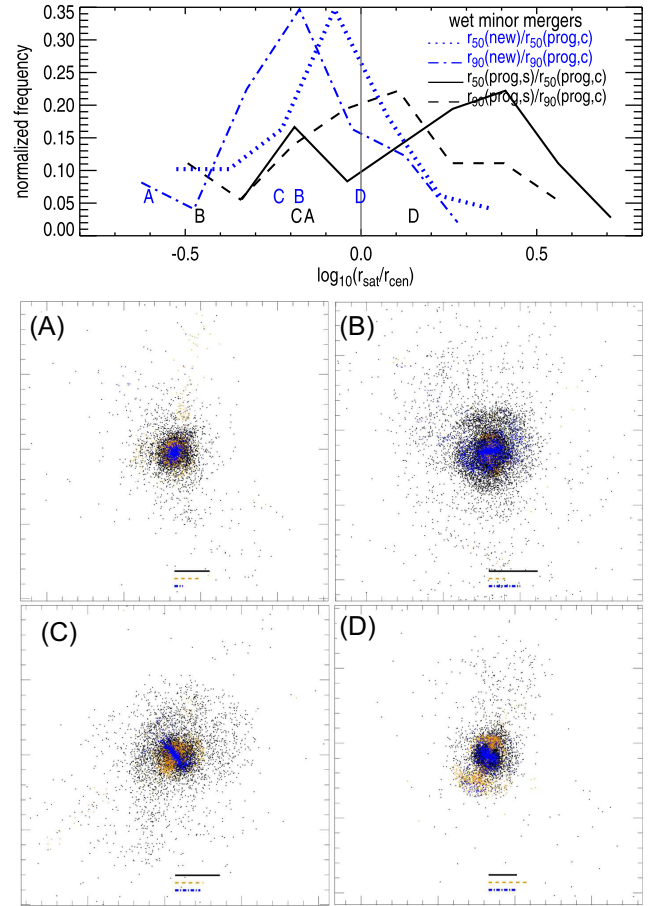 wet minor mergers
r50(new)/r50(prog,c)
r90(new)/r90(prog,c)
r50(prog,s)/r50(prog,c)
r90(prog,s)/r90(prog,c)
normalized frequency
0.35
0.30
0.25
0.20
0.15
0.10
0.05
0.00
A C B D
B C A D
-0.5 0.0 0.5
log10(rsat/rcen)
(A) (B)
(C) (D)